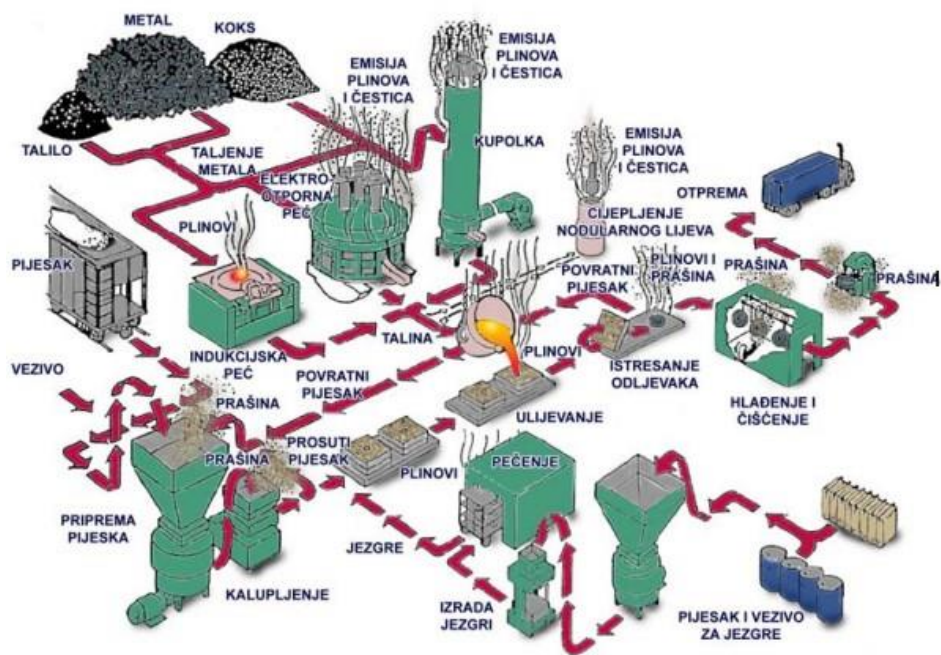 METAL
KOKS
TALILO
EMISIJA
PLINOVA
I ČESTICA
EMISIJA
PLINOVA
I ČESTICA
TALJENJE
METALA
ELEKTRO-
OTPORNA
PEĆ
KUPOLKA
EMISIJA
PLINOVA
I ČESTICA
OTPREMA
CIJEPLJENJE
NODULARNOG LIJEVA
PIJESAK
PLINOVI
POVRATNI
PIJESAK
PLINOVI I
PRAŠINA
PRAŠINA
PRAŠINA
INDUKCIJSKA
PEĆ
TALINA
PLINOVI
ISTRESANJE
ODLJEVAKA
VEZIVO
POVRATNI
PIJESAK
ULIJEVANJE
HLAĐENJE I
ČIŠĆENJE
PRAŠINA
PRAŠINA
PROSUTI
PIJESAK
PLINOVI
PEČENJE
PRIPREMA
PIJESKA
JEZGRE
KALUPLJENJE
IZRADA
JEZGRI
PIJESAK I VEZIVO
ZA JEZGRE